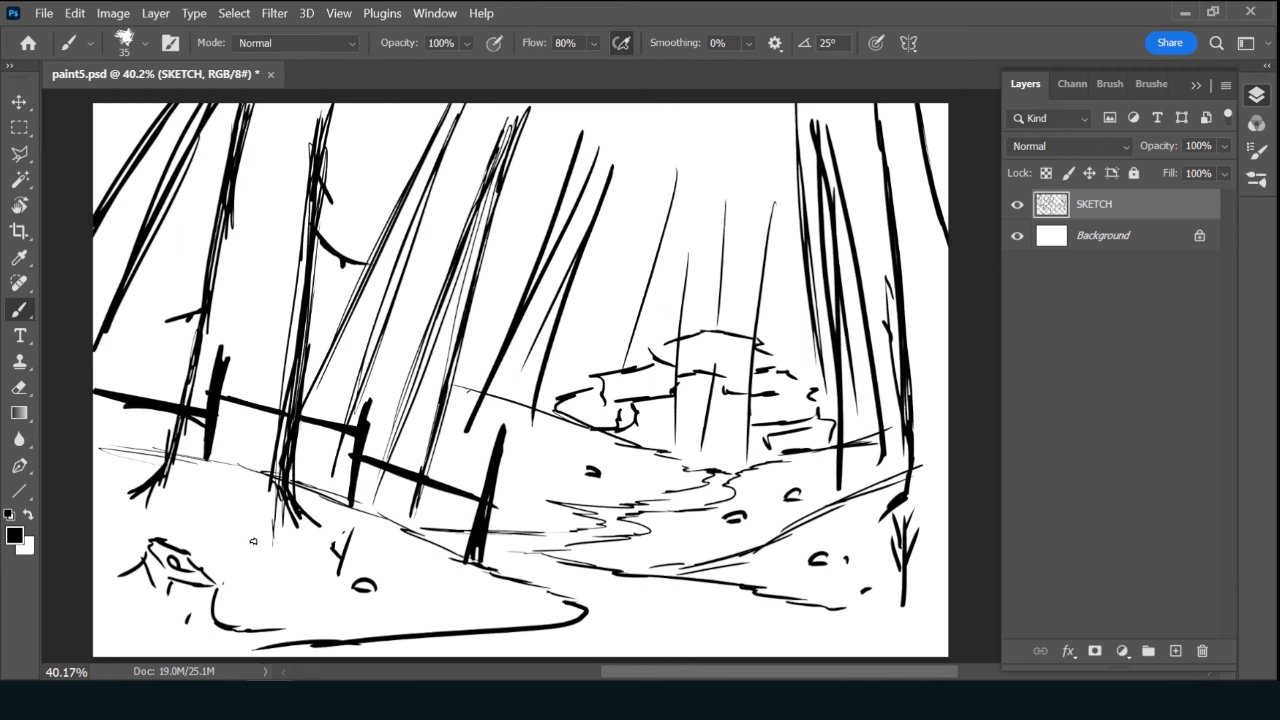 Ps File Edit Image Layer Type Select Filter 3D View Plugins Window Help
35 Mode: Normal Opacity: 100% Flow: 80% Smoothing: 0% 25° Share
paint5.psd @ 40.2% (SKETCH, RGB/8#) * ×
Layers Chann Brush Brushe
Kind
Normal Opacity: 100%
Lock: Fill: 100%
SKETCH
Background
T
fx
40.17% Doc: 19.0M/25.1M